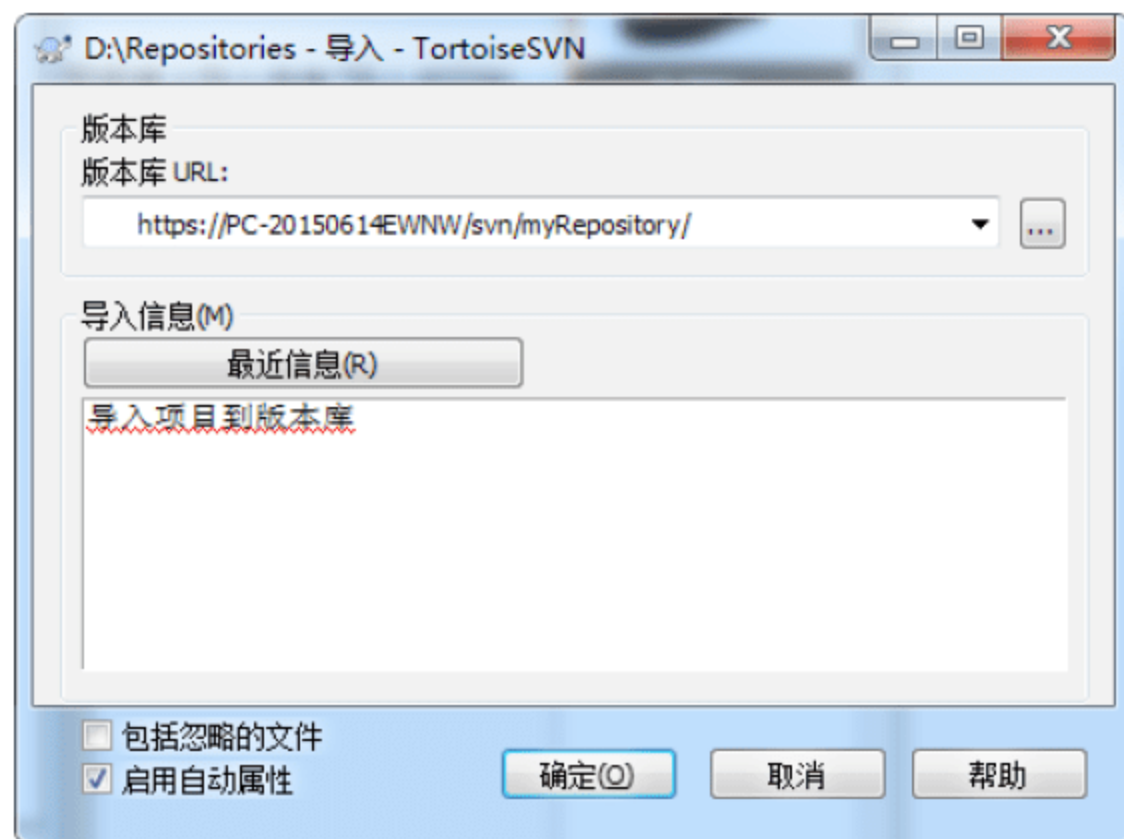 D:\Repositories - 导入 - TortoiseSVN
版本库
版本库 URL:
https://PC-20150614EWNW/svn/myRepository/
...
导入信息(M)
最近信息(R)
导入项目到版本库
包括忽略的文件
启用自动属性
确定(O)
取消
帮助